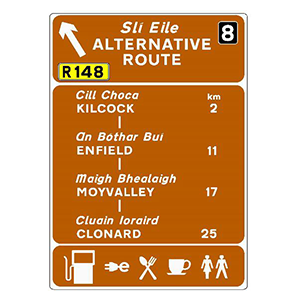 Slí Eile
8
ALTERNATIVE
ROUTE
R148
Cill Choca km
KILCOCK 2
An Bothar Buí
ENFIELD 11
Maigh Bhealaigh
MOYVALLEY 17
Cluain Ioraird
CLONARD 25